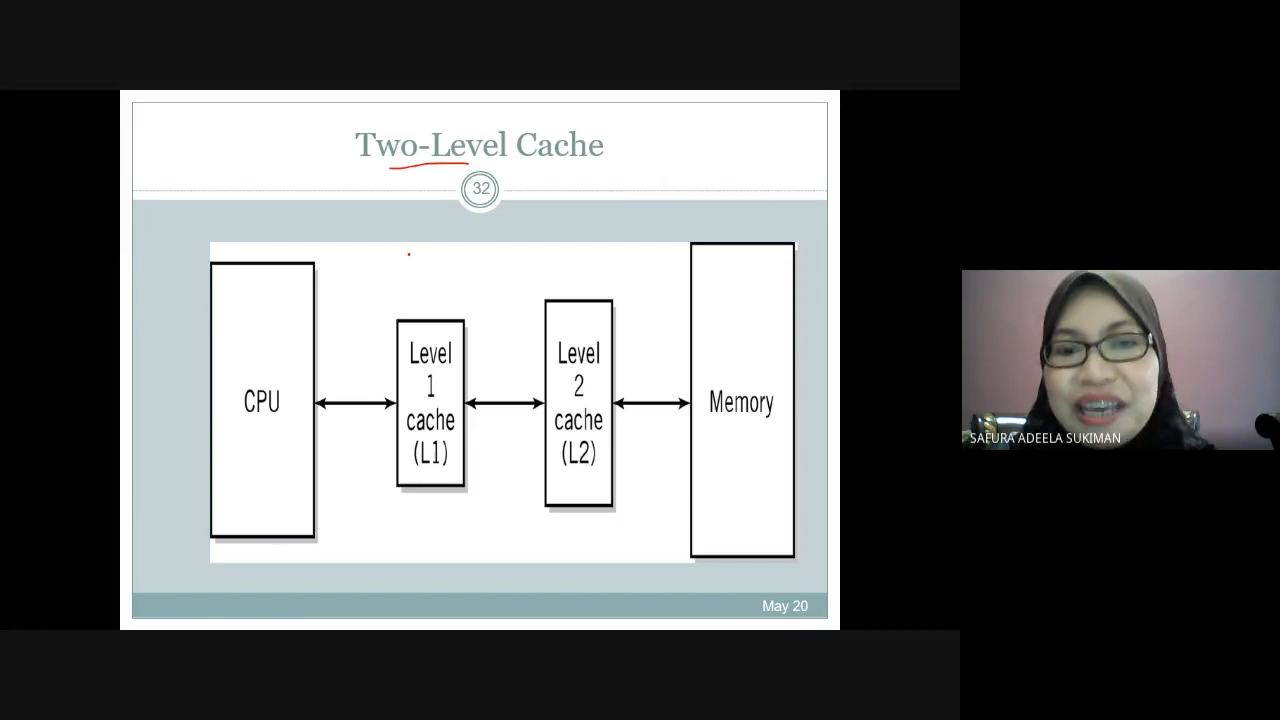 Two-Level Cache
32
CPU
Level
1
cache
(L1)
Level
2
cache
(L2)
Memory
May 20
SAFURA ADEELA SUKIMAN